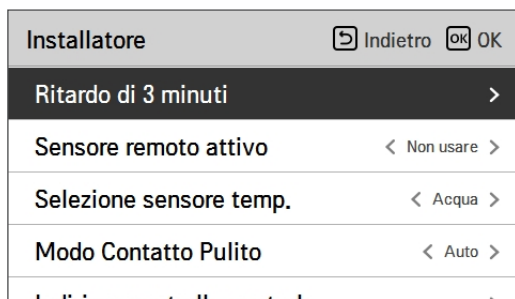 Installatore Indietro OK OK
Ritardo di 3 minuti >
Sensore remoto attivo < Non usare >
Selezione sensore temp. < Acqua >
Modo Contatto Pulito < Auto >